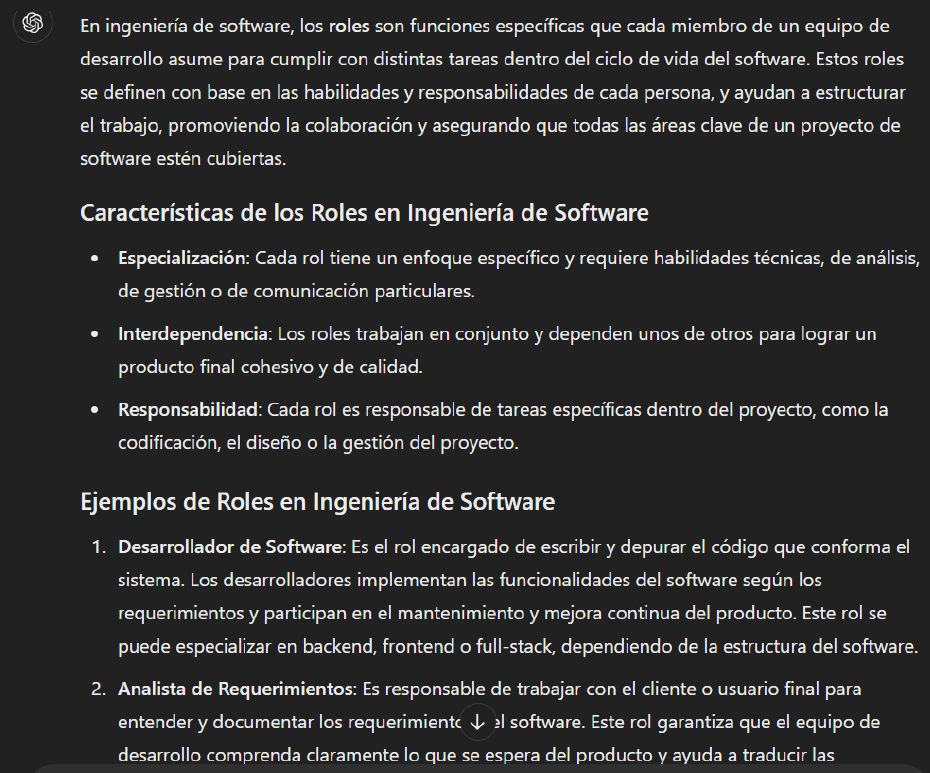 En ingeniería de software, los roles son funciones específicas que cada miembro de un equipo de
desarrollo asume para cumplir con distintas tareas dentro del ciclo de vida del software. Estos roles
se definen con base en las habilidades y responsabilidades de cada persona, y ayudan a estructurar
el trabajo, promoviendo la colaboración y asegurando que todas las áreas clave de un proyecto de
software estén cubiertas.
Características de los Roles en Ingeniería de Software
• Especialización: Cada rol tiene un enfoque específico y requiere habilidades técnicas, de análisis,
de gestión o de comunicación particulares.
• Interdependencia: Los roles trabajan en conjunto y dependen unos de otros para lograr un
producto final cohesivo y de calidad.
• Responsabilidad: Cada rol es responsable de tareas específicas dentro del proyecto, como la
codificación, el diseño o la gestión del proyecto.
Ejemplos de Roles en Ingeniería de Software
1. Desarrollador de Software: Es el rol encargado de escribir y depurar el código que conforma el
sistema. Los desarrolladores implementan las funcionalidades del software según los
requerimientos y participan en el mantenimiento y mejora continua del producto. Este rol se
puede especializar en backend, frontend o full-stack, dependiendo de la estructura del software.
2. Analista de Requerimientos: Es responsable de trabajar con el cliente o usuario final para
entender y documentar los software. Este rol garantiza que el equipo de
desarrollo comprenda claramente lo que se espera del producto y ayuda a traducir las